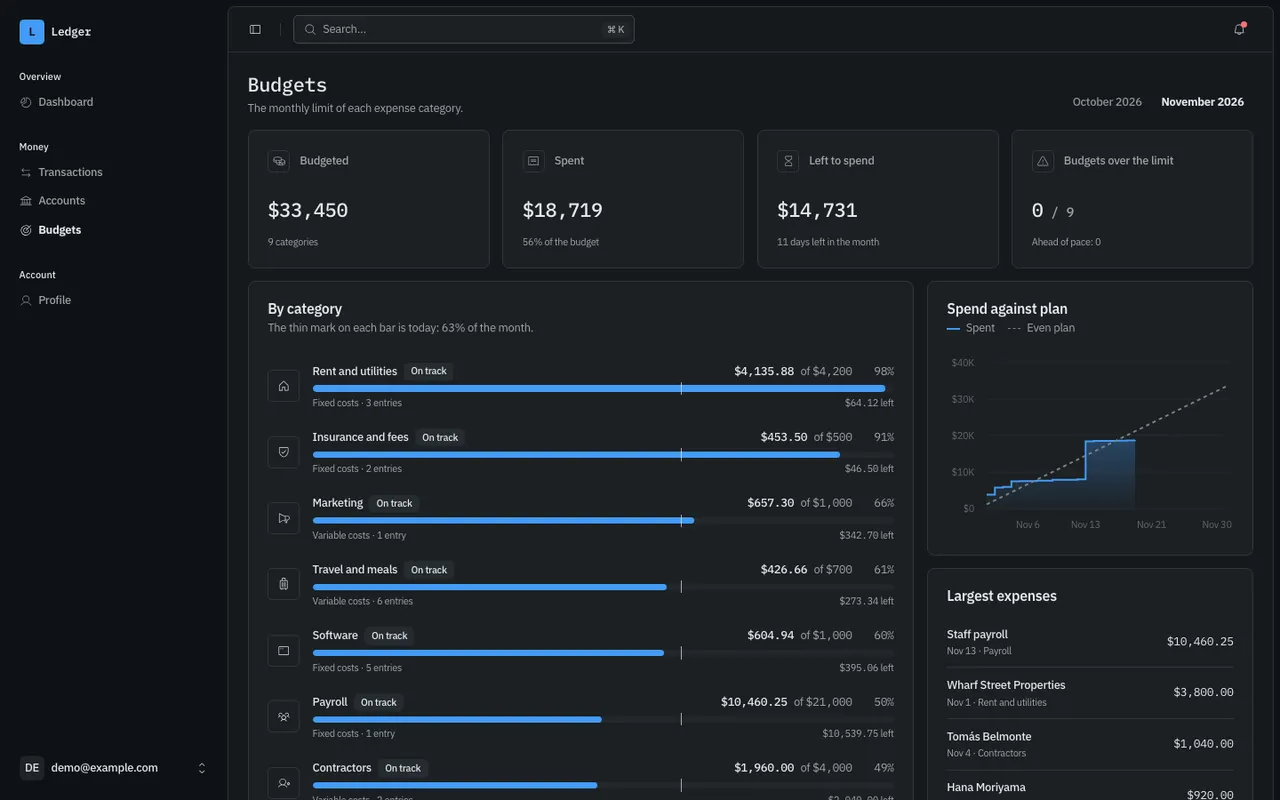 L Ledger
Search...
⌘ K
Overview
Dashboard
Money
Transactions
Accounts
Budgets
Account
Profile
DE demo@example.com
Budgets
The monthly limit of each expense category.
October 2026 November 2026
Budgeted
$33,450
9 categories
Spent
$18,719
56% of the budget
Left to spend
$14,731
11 days left in the month
Budgets over the limit
0 / 9
Ahead of pace: 0
By category
The thin mark on each bar is today: 63% of the month.
Rent and utilities On track $4,135.88 of $4,200 98%
Fixed costs · 3 entries $64.12 left
Insurance and fees On track $453.50 of $500 91%
Fixed costs · 2 entries $46.50 left
Marketing On track $657.30 of $1,000 66%
Variable costs · 1 entry $342.70 left
Travel and meals On track $426.66 of $700 61%
Variable costs · 6 entries $273.34 left
Software On track $604.94 of $1,000 60%
Fixed costs · 5 entries $395.06 left
Payroll On track $10,460.25 of $21,000 50%
Fixed costs · 1 entry $10,539.75 left
Contractors On track $1,960.00 of $4,000 49%
Variable costs · 2 entries $2,040.00 left
Spend against plan
Spent Even plan
$40K
$30K
$20K
$10K
$0
Nov 6 Nov 13 Nov 21 Nov 30
Largest expenses
Staff payroll $10,460.25
Nov 13 · Payroll
Wharf Street Properties $3,800.00
Nov 1 · Rent and utilities
Tomás Belmonte $1,040.00
Nov 4 · Contractors
Hana Moriyama $920.00